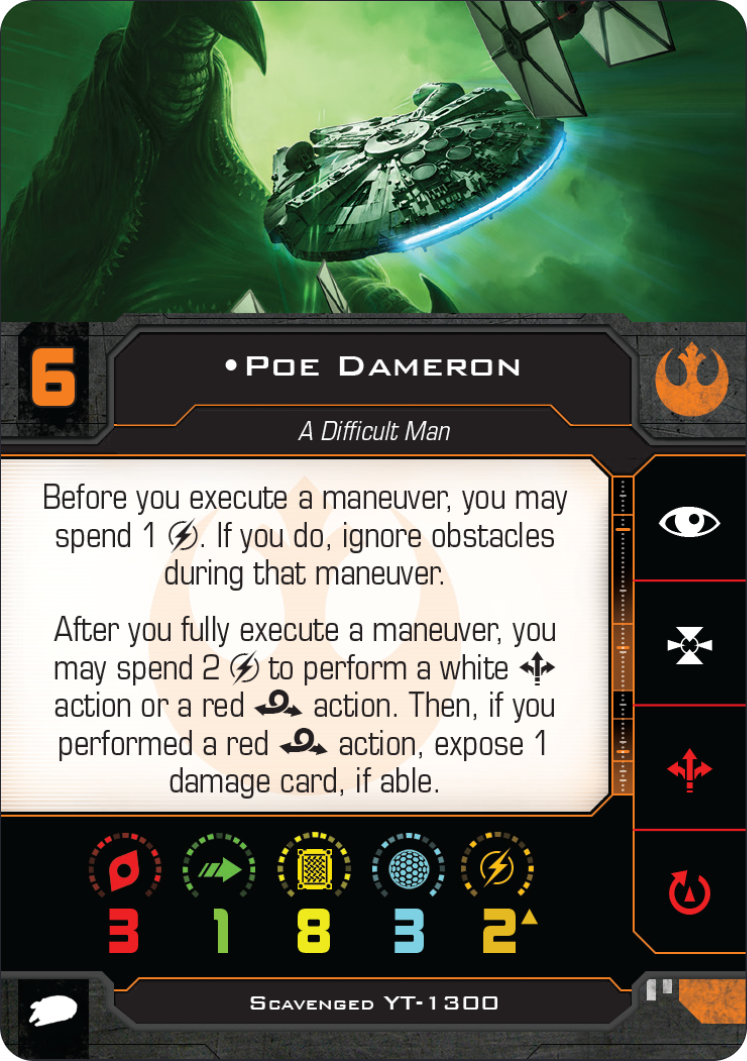 6
•Poe Dameron
A Difficult Man
Before you execute a maneuver, you may
spend 1 . If you do, ignore obstacles
during that maneuver.
After you fully execute a maneuver, you
may spend 2 to perform a white
action or a red action. Then, if you
performed a red action, expose 1
damage card, if able.
3 1 8 3 2
Scavenged YT-1300